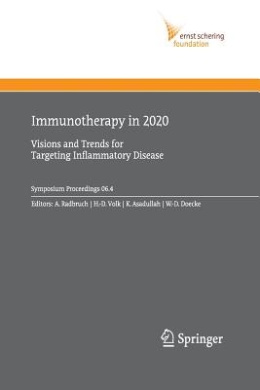 ernst schering
foundation
Immunotherapy in 2020
Visions and Trends for
Targeting Inflammatory Disease
Symposium Proceedings 06.4
Editors: A. Radbruch | H.-D. Volk | K. Asadullah | W.-D. Doecke
Springer